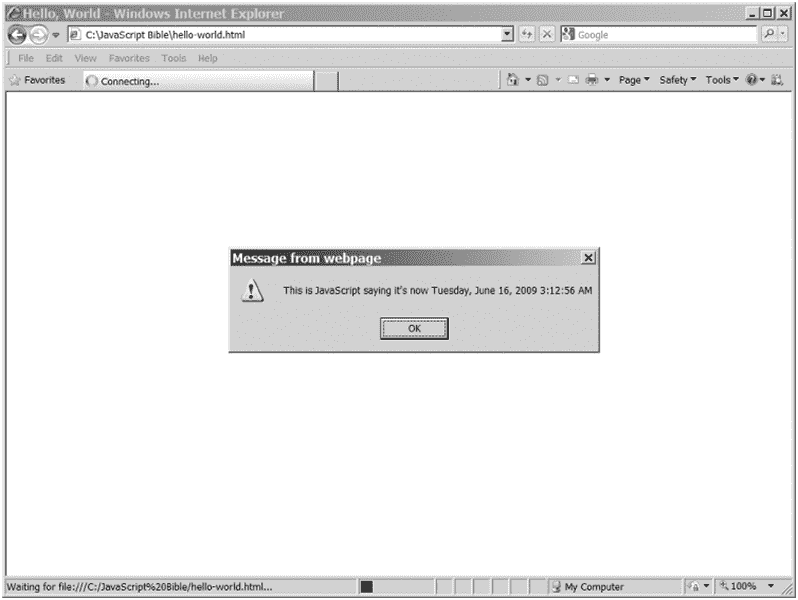 Hello, World - Windows Internet Explorer
C:\JavaScript Bible\hello-world.html
Google
File Edit View Favorites Tools Help
Favorites Connecting... Page Safety Tools
Message from webpage
This is JavaScript saying it's now Tuesday, June 16, 2009 3:12:56 AM
OK
Waiting for file:///C:/JavaScript%20Bible/hello-world.html... My Computer 100%